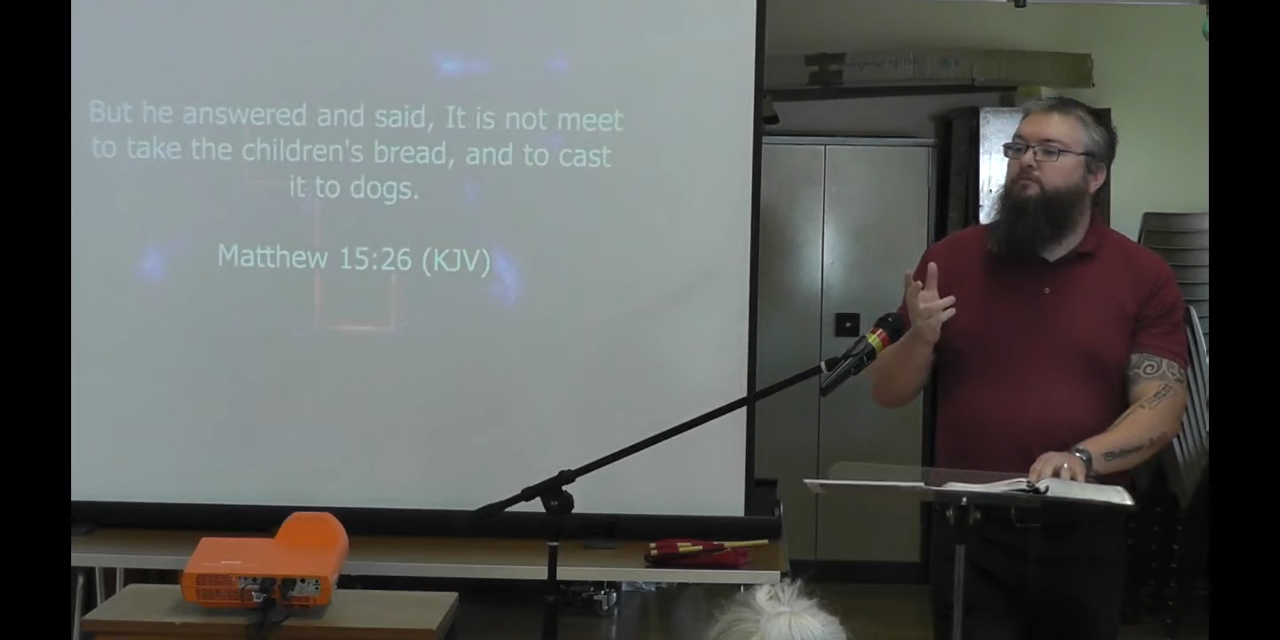 But he answered and said, It is not meet
to take the children's bread, and to cast
it to dogs.
Matthew 15:26 (KJV)